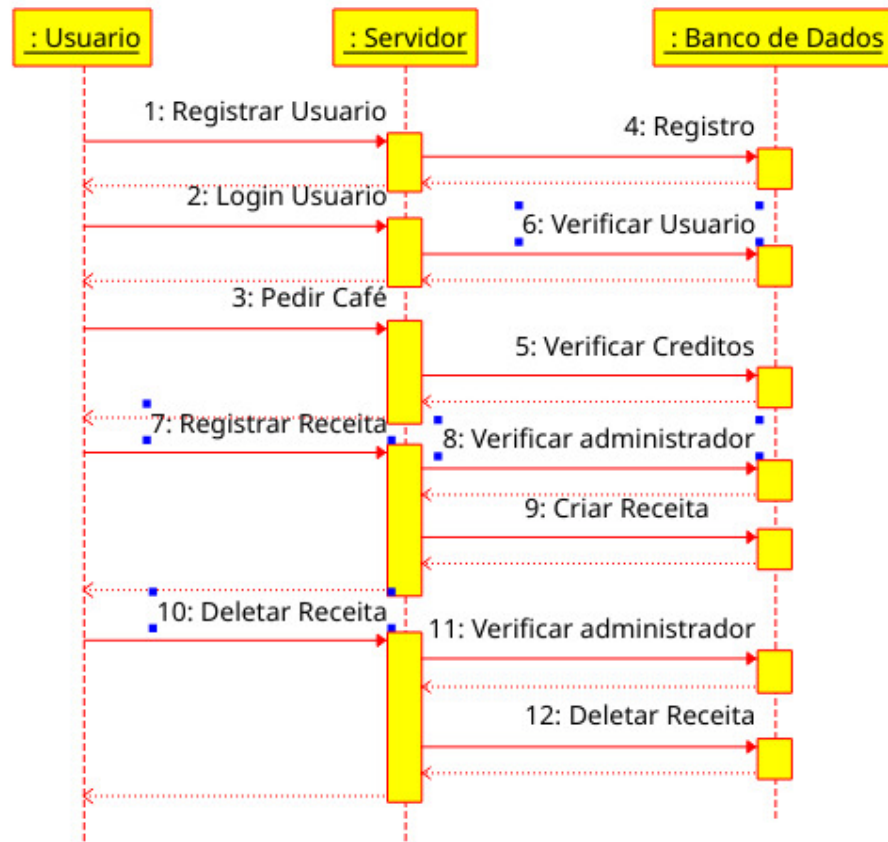 : Usuario
: Servidor
: Banco de Dados
1: Registrar Usuario
4: Registro
2: Login Usuario
6: Verificar Usuario
3: Pedir Café
5: Verificar Creditos
7: Registrar Receita
8: Verificar administrador
9: Criar Receita
10: Deletar Receita
11: Verificar administrador
12: Deletar Receita